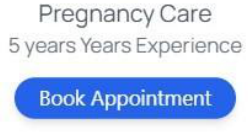 Pregnancy Care
5 years Years Experience
Book Appointment